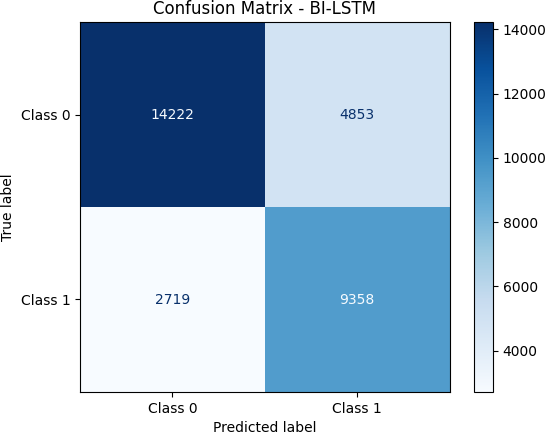 Confusion Matrix - BI-LSTM
True label
Class 0
14222 4853
Class 1
2719 9358
Class 0 Class 1
Predicted label
14000
12000
10000
8000
6000
4000